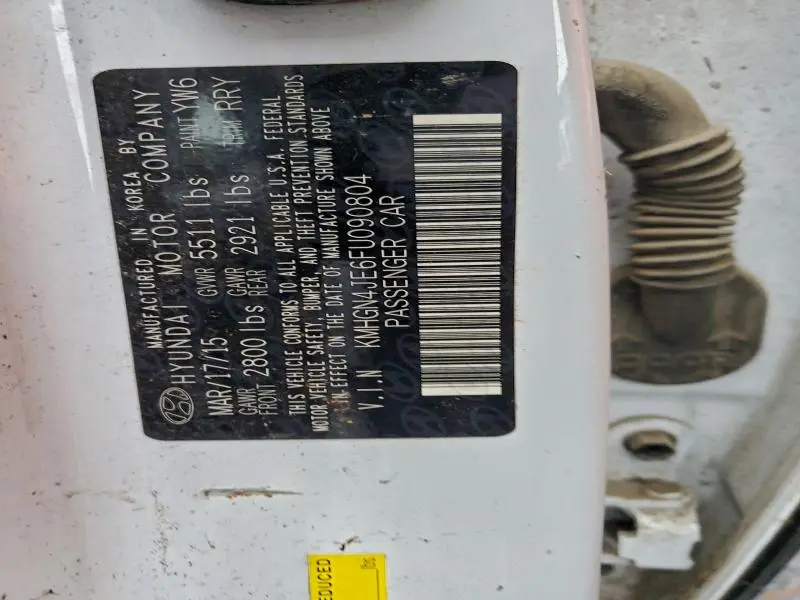 MANUFACTURED IN KOREA BY
HYUNDAI MOTOR COMPANY
MAR/17/15 GVWR 5511 lbs PAINT YW6
GAWR FRONT 2800 lbs GAWR REAR 2921 lbs TRIM RRY
THIS VEHICLE CONFORMS TO ALL APPLICABLE U.S.A. FEDERAL
MOTOR VEHICLE SAFETY, BUMPER, AND THEFT PREVENTION STANDARDS
IN EFFECT ON THE DATE OF MANUFACTURE SHOWN ABOVE
V.I.N KMHGN4JE6FU090804
PASSENGER CAR
EDUCED
lbs